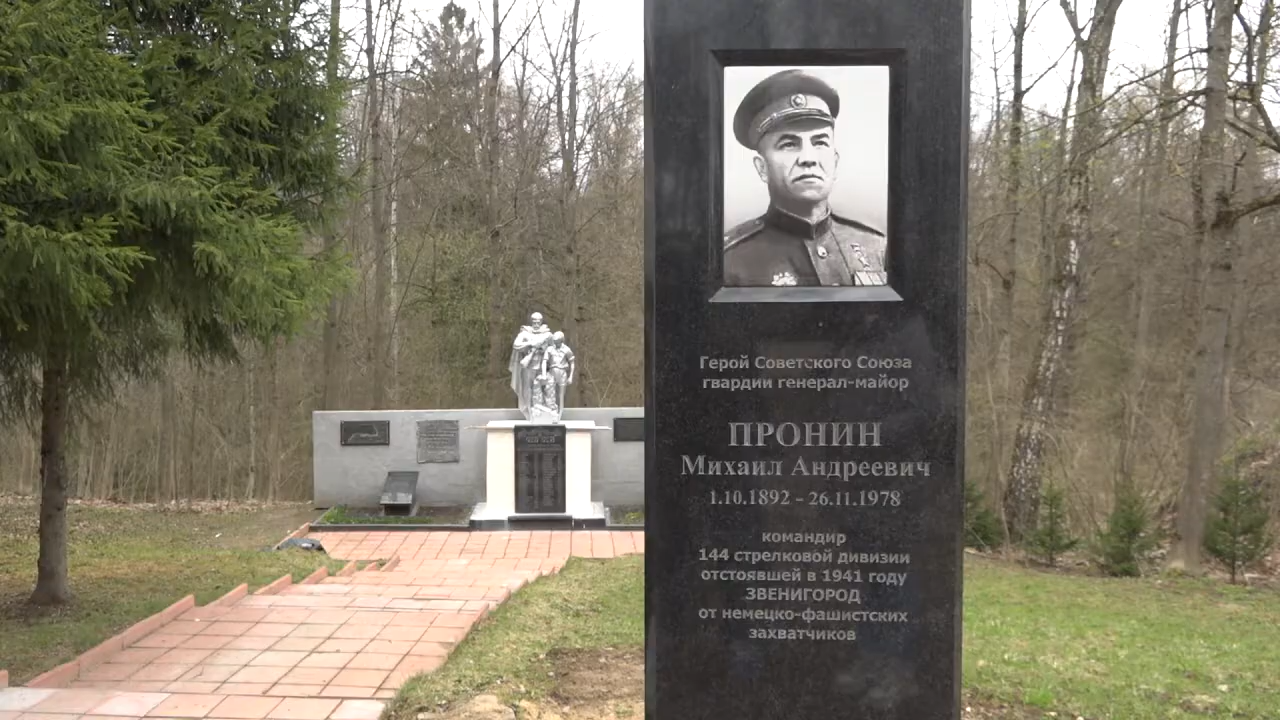 Герой Советского Союза
гвардии генерал-майор
ПРОНИН
Михаил Андреевич
1.10.1892 - 26.11.1978
командир
144 стрелковой дивизии
отстоявшей в 1941 году
ЗВЕНИГОРОД
от немецко-фашистских
захватчиков